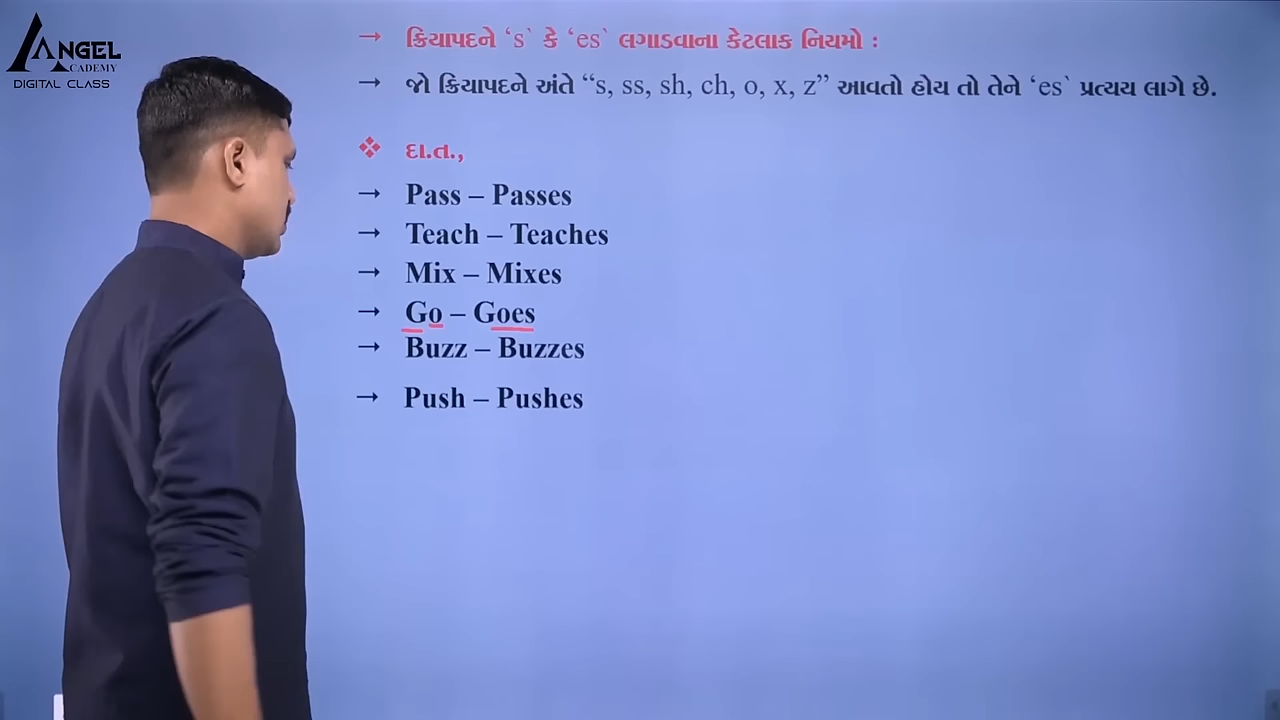 ANGEL
ACADEMY
DIGITAL CLASS
→ ક્રિયાપદને ‘s` કે ‘es` લગાડવાના કેટલાક નિયમો :
→ જો ક્રિયાપદને અંતે “s, ss, sh, ch, o, x, z” આવતો હોય તો તેને ‘es` પ્રત્યય લાગે છે.
❖ દા.ત.,
→ Pass – Passes
→ Teach – Teaches
→ Mix – Mixes
→ Go – Goes
→ Buzz – Buzzes
→ Push – Pushes